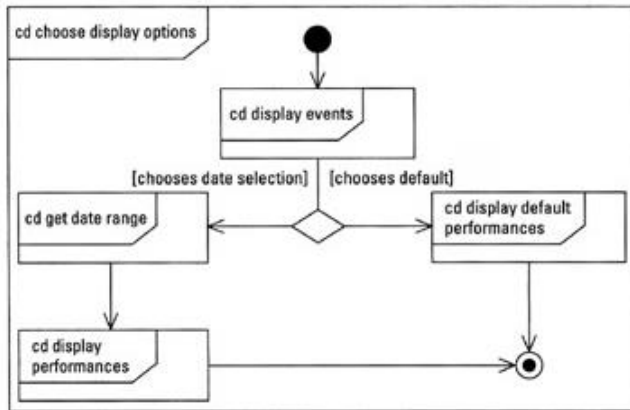 cd choose display options
cd display events
[chooses date selection]
[chooses default]
cd get date range
cd display default
performances
cd display
performances